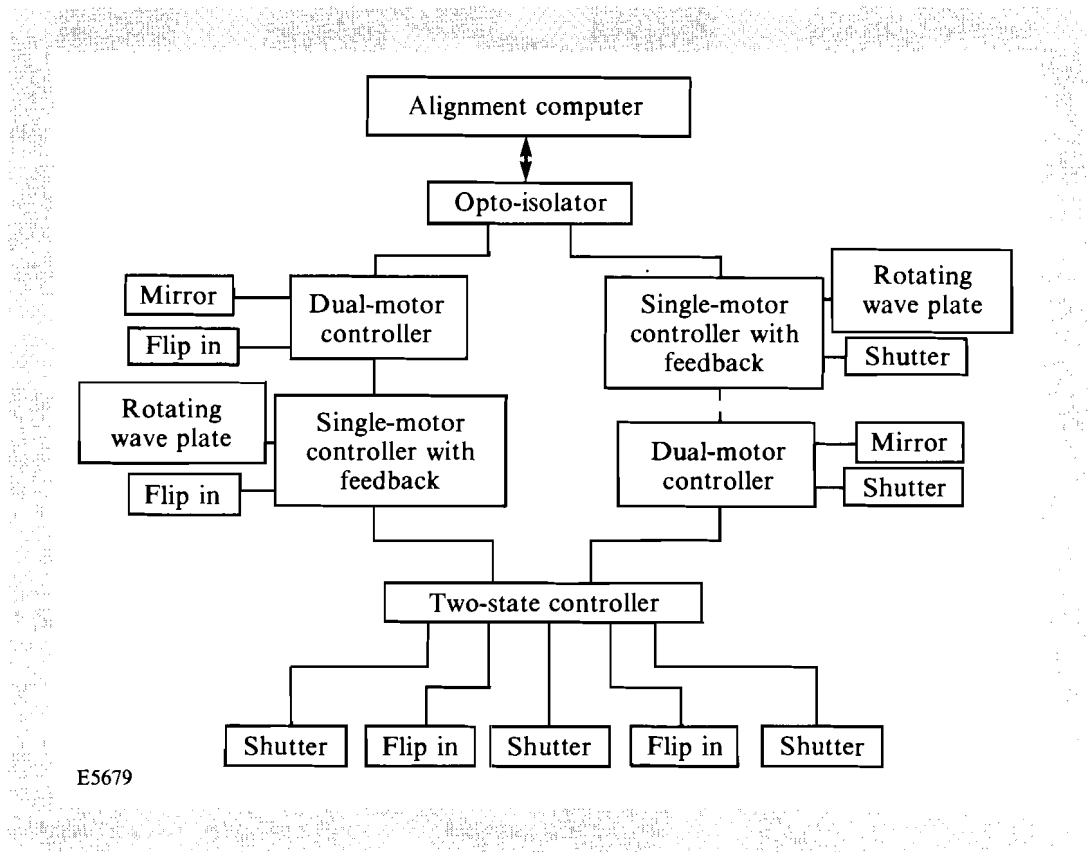 Alignment computer
Opto-isolator
Mirror
Flip in
Dual-motor
controller
Single-motor
controller with
feedback
Rotating
wave plate
Shutter
Rotating
wave plate
Flip in
Single-motor
controller with
feedback
Dual-motor
controller
Mirror
Shutter
Two-state controller
Shutter
Flip in
Shutter
Flip in
Shutter
E5679